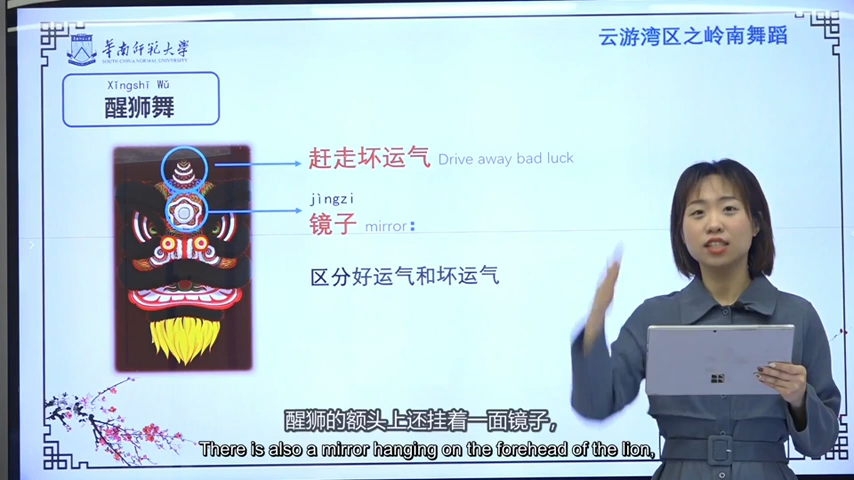 華南師範大學
SOUTH CHINA NORMAL UNIVERSITY
云游湾区之岭南舞蹈
Xǐngshī Wǔ
醒狮舞
赶走坏运气 Drive away bad luck
jìngzi
镜子 mirror:
区分好运气和坏运气
醒狮的额头上还挂着一面镜子，
There is also a mirror hanging on the forehead of the lion,